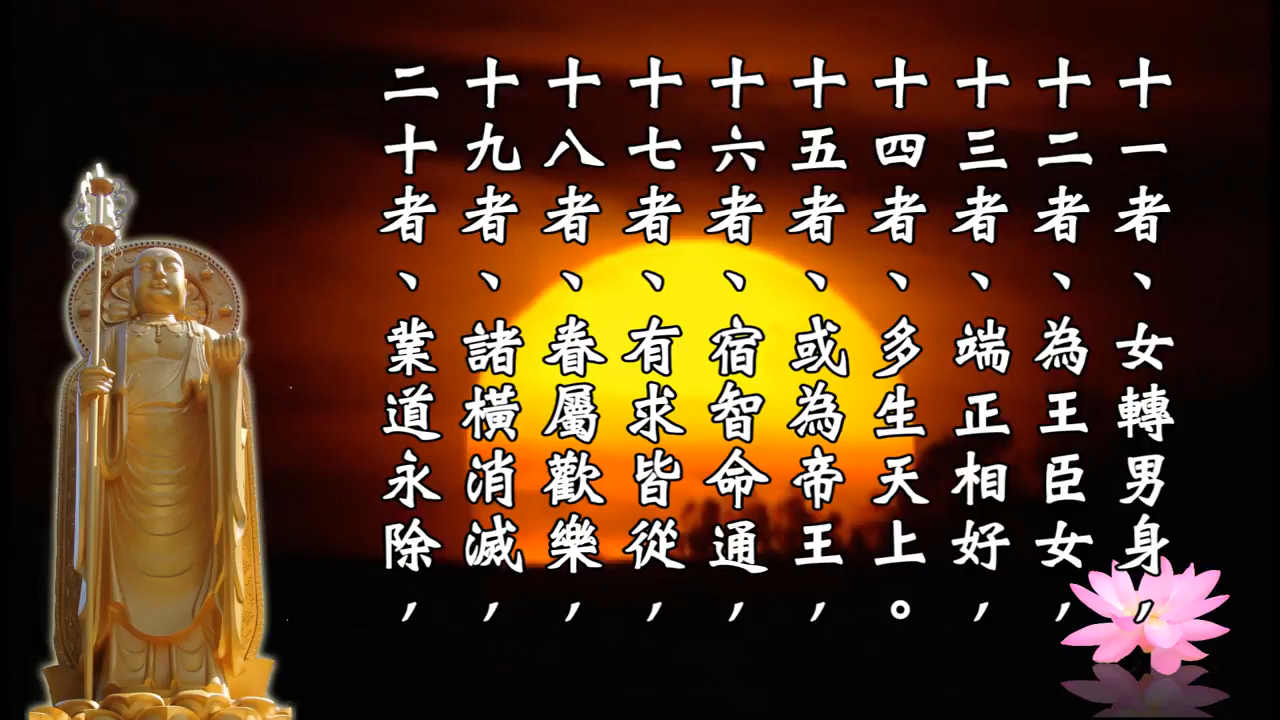 十一者、女轉男身，
十二者、為王臣女，
十三者、端正相好，
十四者、多生天上。
十五者、或為帝王，
十六者、宿智命通，
十七者、有求皆從，
十八者、眷屬歡樂，
十九者、諸橫消滅，
二十者、業道永除，